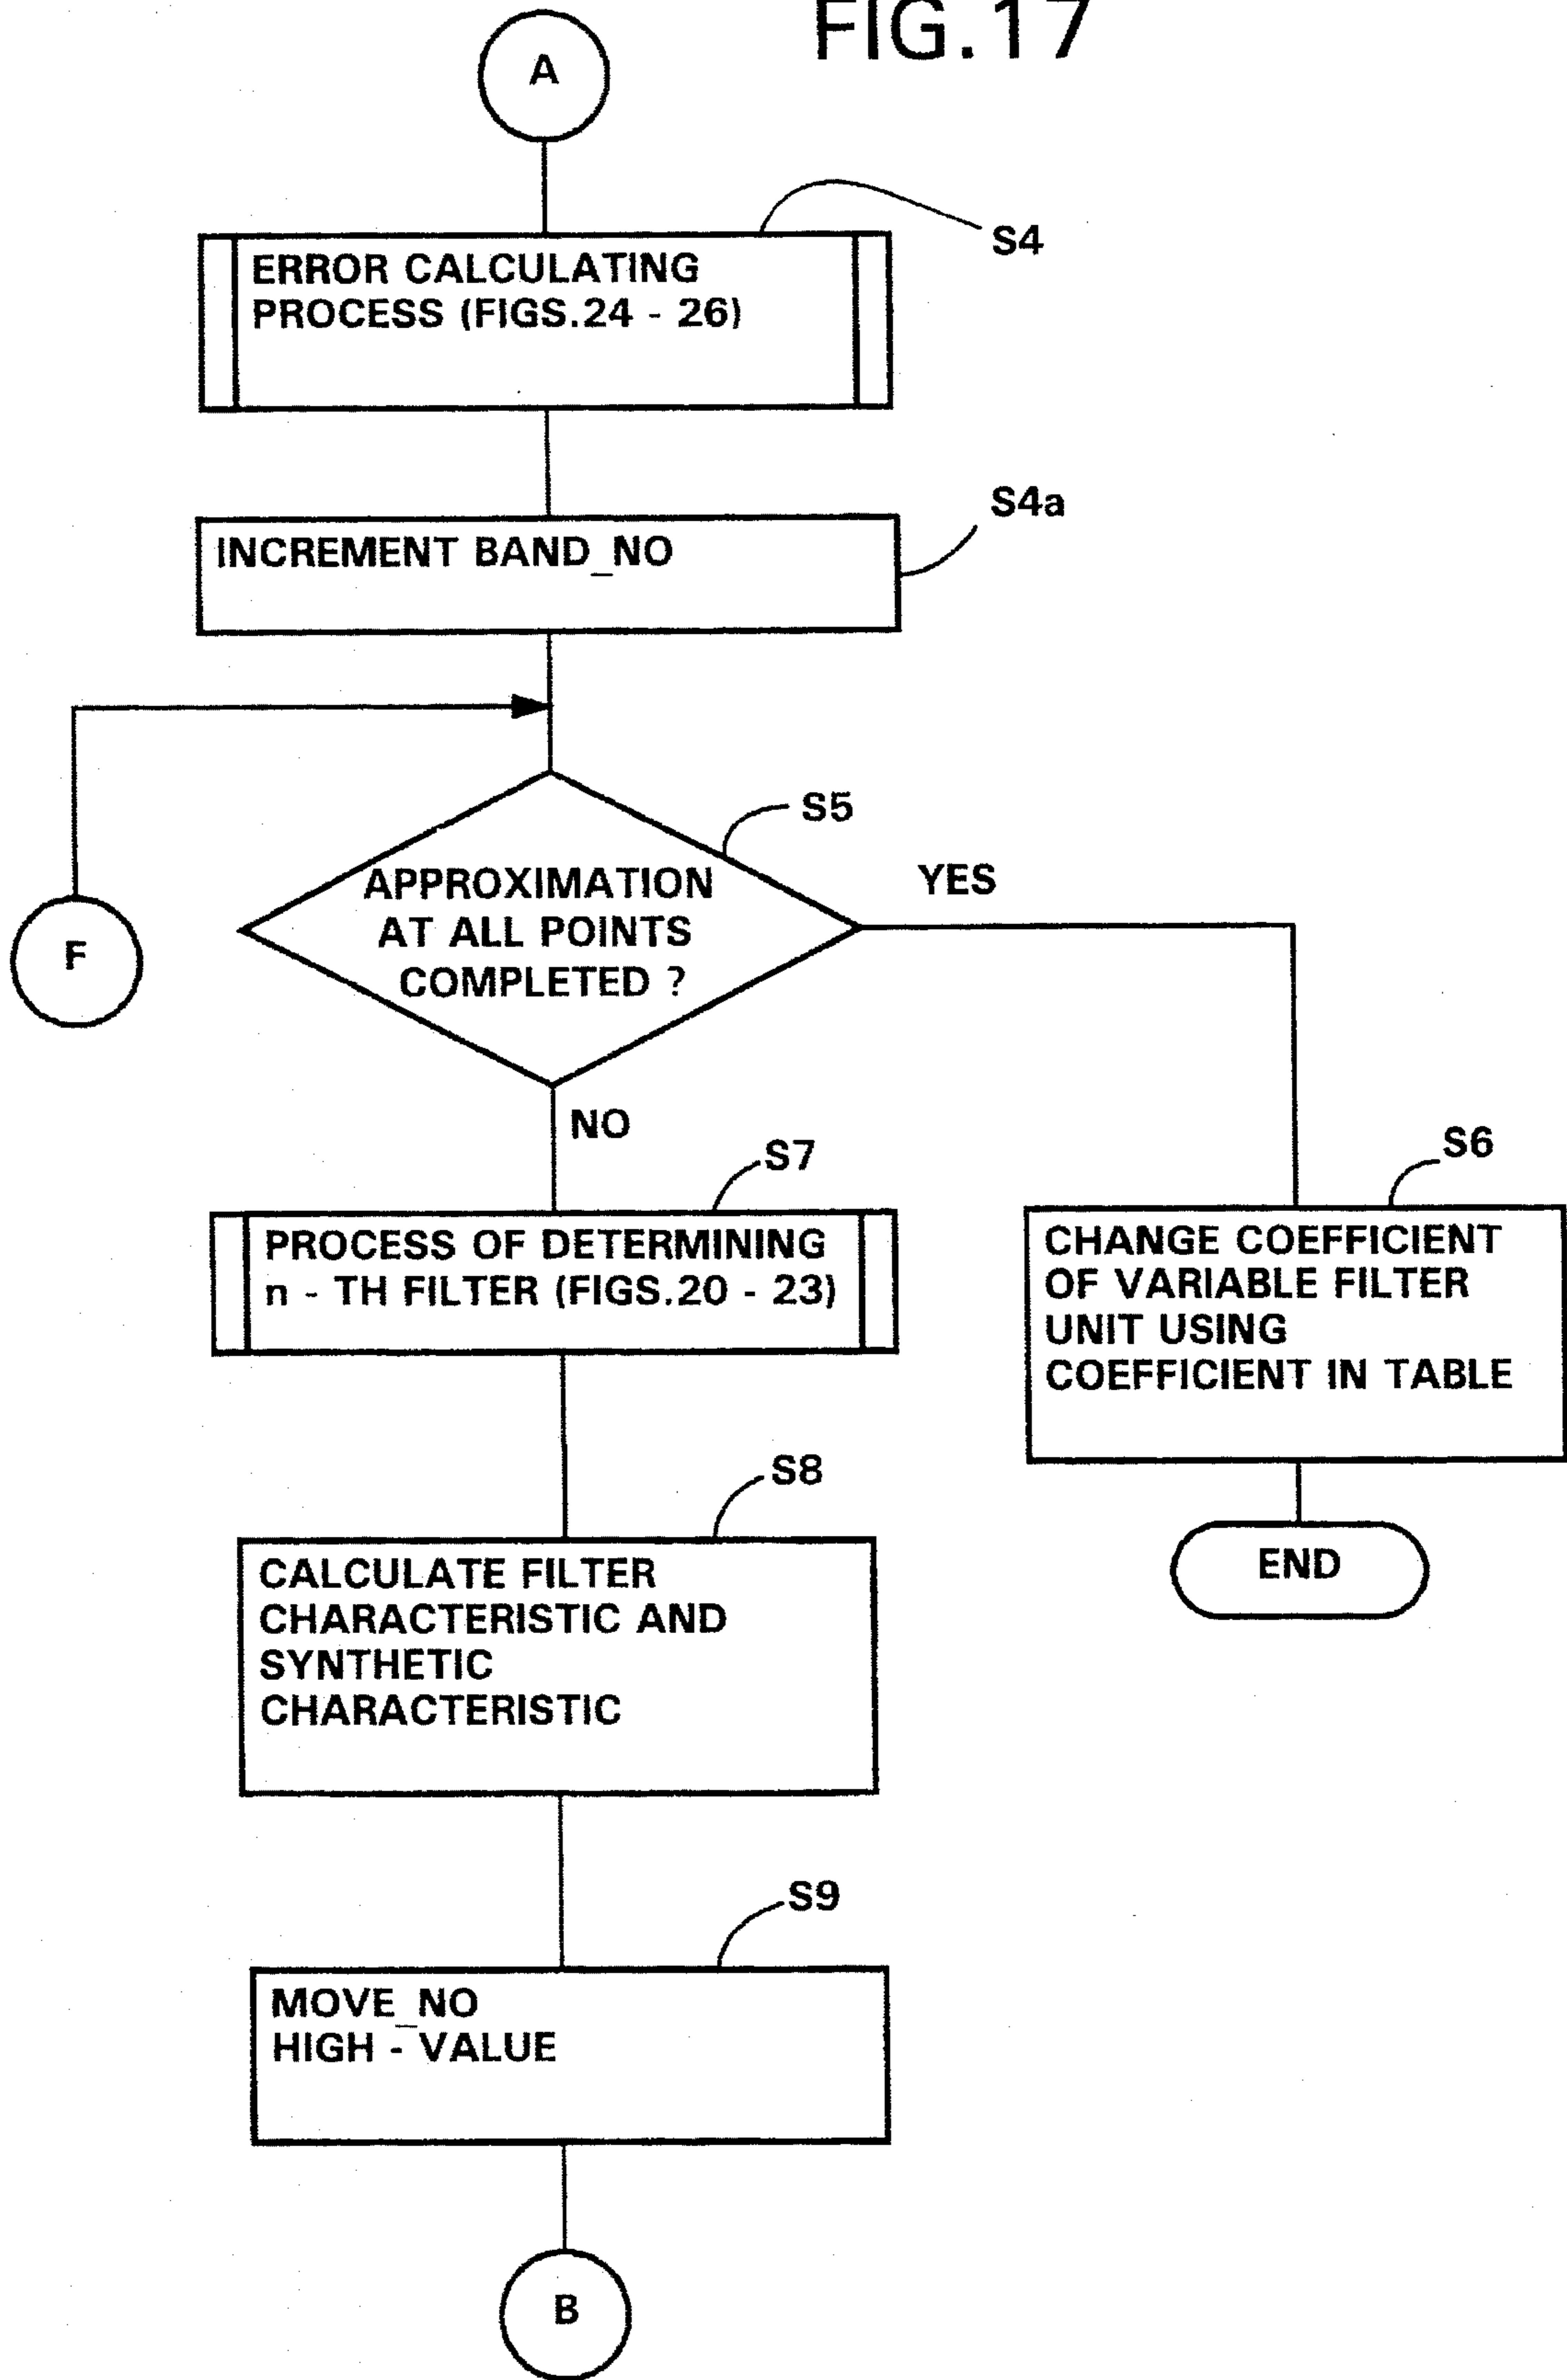 FIG.17
A
S4
ERROR CALCULATING
PROCESS (FIGS.24 - 26)
S4a
INCREMENT BAND_NO
S5
APPROXIMATION
AT ALL POINTS
COMPLETED ?
YES
F
NO
S7
PROCESS OF DETERMINING
n - TH FILTER (FIGS.20 - 23)
S6
CHANGE COEFFICIENT
OF VARIABLE FILTER
UNIT USING
COEFFICIENT IN TABLE
S8
CALCULATE FILTER
CHARACTERISTIC AND
SYNTHETIC
CHARACTERISTIC
END
S9
MOVE_NO
HIGH - VALUE
B